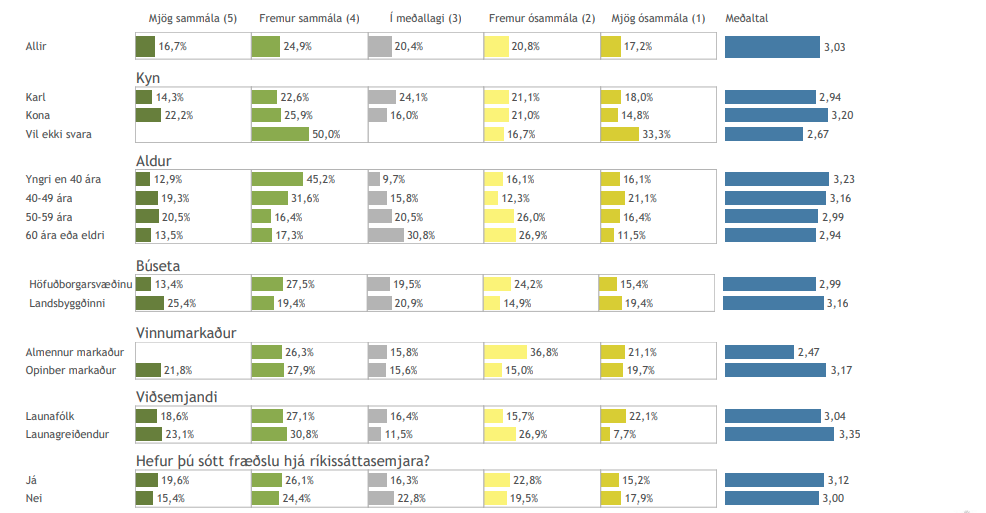 Mjög sammála (5) Fremur sammála (4) Í meðallagi (3) Fremur ósammála (2) Mjög ósammála (1) Meðaltal
Allir 16,7% 24,9% 20,4% 20,8% 17,2% 3,03
Kyn
Karl 14,3% 22,6% 24,1% 21,1% 18,0% 2,94
Kona 22,2% 25,9% 16,0% 21,0% 14,8% 3,20
Vil ekki svara 50,0% 16,7% 33,3% 2,67
Aldur
Yngri en 40 ára 12,9% 45,2% 9,7% 16,1% 16,1% 3,23
40-49 ára 19,3% 31,6% 15,8% 12,3% 21,1% 3,16
50-59 ára 20,5% 16,4% 20,5% 26,0% 16,4% 2,99
60 ára eða eldri 13,5% 17,3% 30,8% 26,9% 11,5% 2,94
Búseta
Höfuðborgarsvæðinu 13,4% 27,5% 19,5% 24,2% 15,4% 2,99
Landsbyggðinni 25,4% 19,4% 20,9% 14,9% 19,4% 3,16
Vinnumarkaður
Almennur markaður 26,3% 15,8% 36,8% 21,1% 2,47
Opinber markaður 21,8% 27,9% 15,6% 15,0% 19,7% 3,17
Viðsemjandi
Launafólk 18,6% 27,1% 16,4% 15,7% 22,1% 3,04
Launagreiðendur 23,1% 30,8% 11,5% 26,9% 7,7% 3,35
Hefur þú sótt fræðslu hjá ríkissáttasemjara?
Já 19,6% 26,1% 16,3% 22,8% 15,2% 3,12
Nei 15,4% 24,4% 22,8% 19,5% 17,9% 3,00